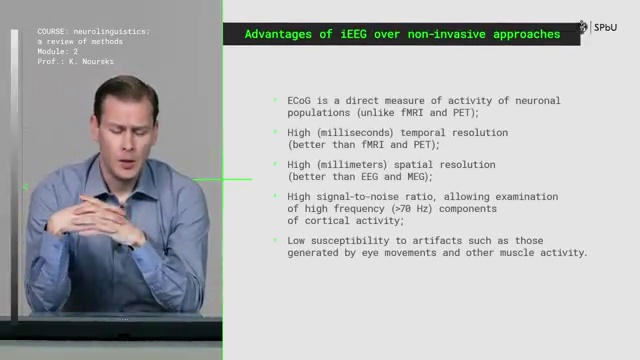 COURSE: neurolinguistics:
a review of methods
Module: 2
Prof.: K. Nourski
Advantages of iEEG over non-invasive approaches
SPbU
ECoG is a direct measure of activity of neuronal
populations (unlike fMRI and PET);
High (milliseconds) temporal resolution
(better than fMRI and PET);
High (millimeters) spatial resolution
(better than EEG and MEG);
High signal-to-noise ratio, allowing examination
of high frequency (>70 Hz) components
of cortical activity;
Low susceptibility to artifacts such as those
generated by eye movements and other muscle activity.